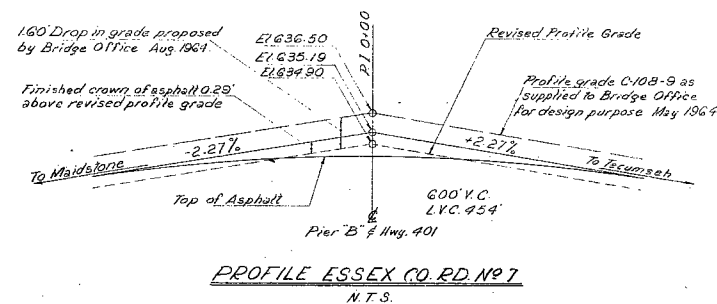 1.60' Drop in grade proposed
by Bridge Office Aug. 1964
El. 636.50
El. 635.19
El. 634.90
P.I. 0+00
Revised Profile Grade
Finished crown of asphalt 0.29'
above revised profile grade
Profile grade C-108-9 as
supplied to Bridge Office
for design purpose May 1964
-2.27%
+2.27%
To Maidstone
To Tecumseh
Top of Asphalt
600' V.C.
L.V.C. 454'
℄
Pier "B" ℄ Hwy. 401
PROFILE ESSEX CO. RD. Nº 7
N.T.S.